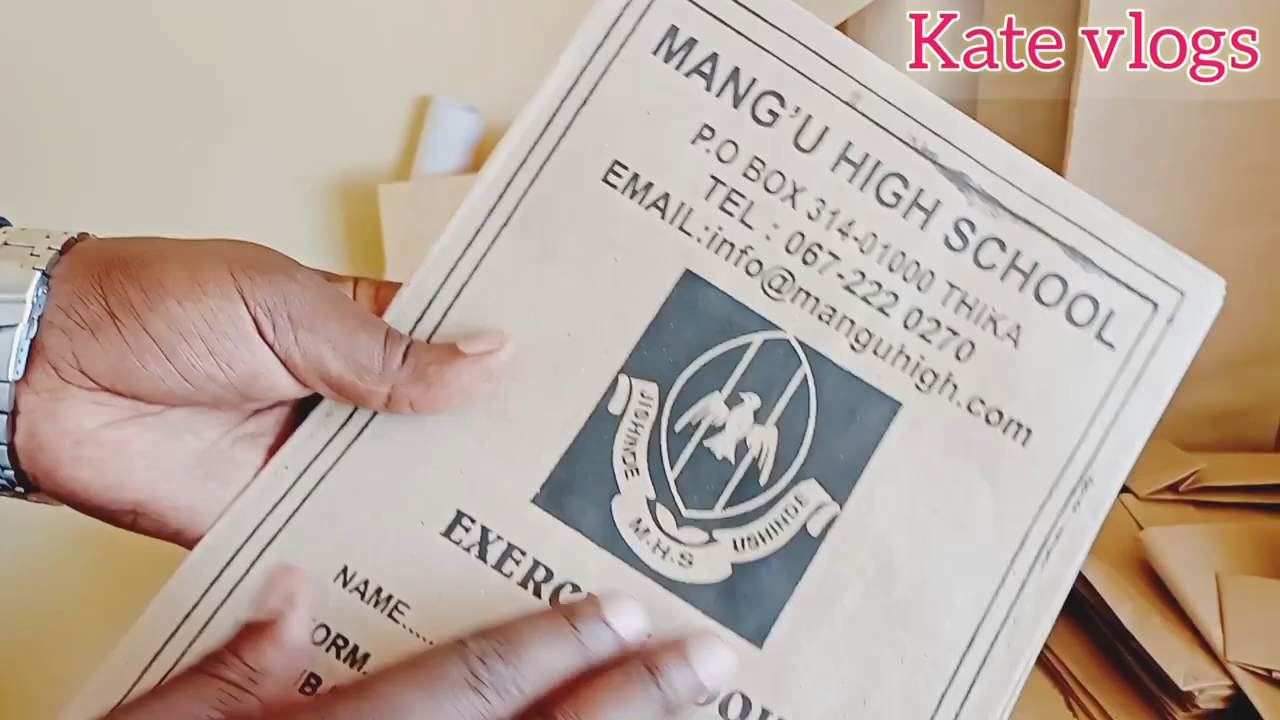 Kate vlogs
MANG'U HIGH SCHOOL
P.O BOX 314-01000 THIKA
TEL : 067-222 0270
EMAIL:info@manguhigh.com
JISHINDE
M.H.S
USHINDE
NAME.....